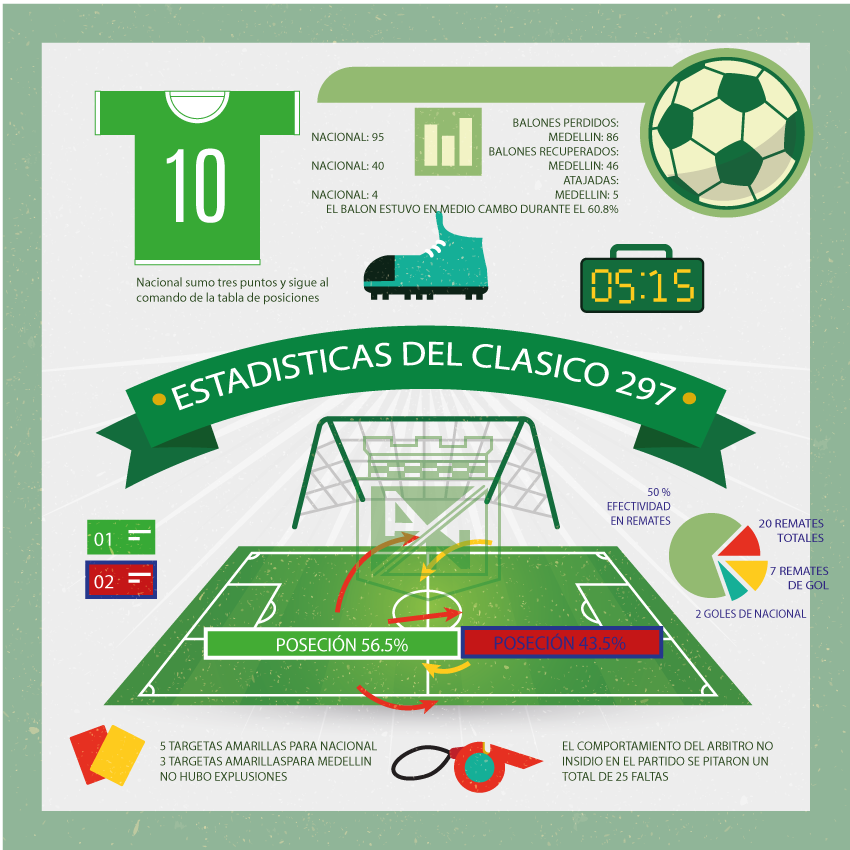 10
BALONES PERDIDOS:
NACIONAL: 95
MEDELLIN: 86
BALONES RECUPERADOS:
NACIONAL: 40
MEDELLIN: 46
ATAJADAS:
NACIONAL: 4
MEDELLIN: 5
EL BALON ESTUVO EN MEDIO CAMBO DURANTE EL 60.8%
Nacional sumo tres puntos y sigue al
comando de la tabla de posiciones
05:15
ESTADISTICAS DEL CLASICO 297
AN
01
02
50 %
EFECTIVIDAD
EN REMATES
20 REMATES
TOTALES
7 REMATES
DE GOL
2 GOLES DE NACIONAL
POSECIÓN 56.5%
POSECIÓN 43.5%
5 TARGETAS AMARILLAS PARA NACIONAL
3 TARGETAS AMARILLASPARA MEDELLIN
NO HUBO EXPLUSIONES
EL COMPORTAMIENTO DEL ARBITRO NO
INSIDIO EN EL PARTIDO SE PITARON UN
TOTAL DE 25 FALTAS